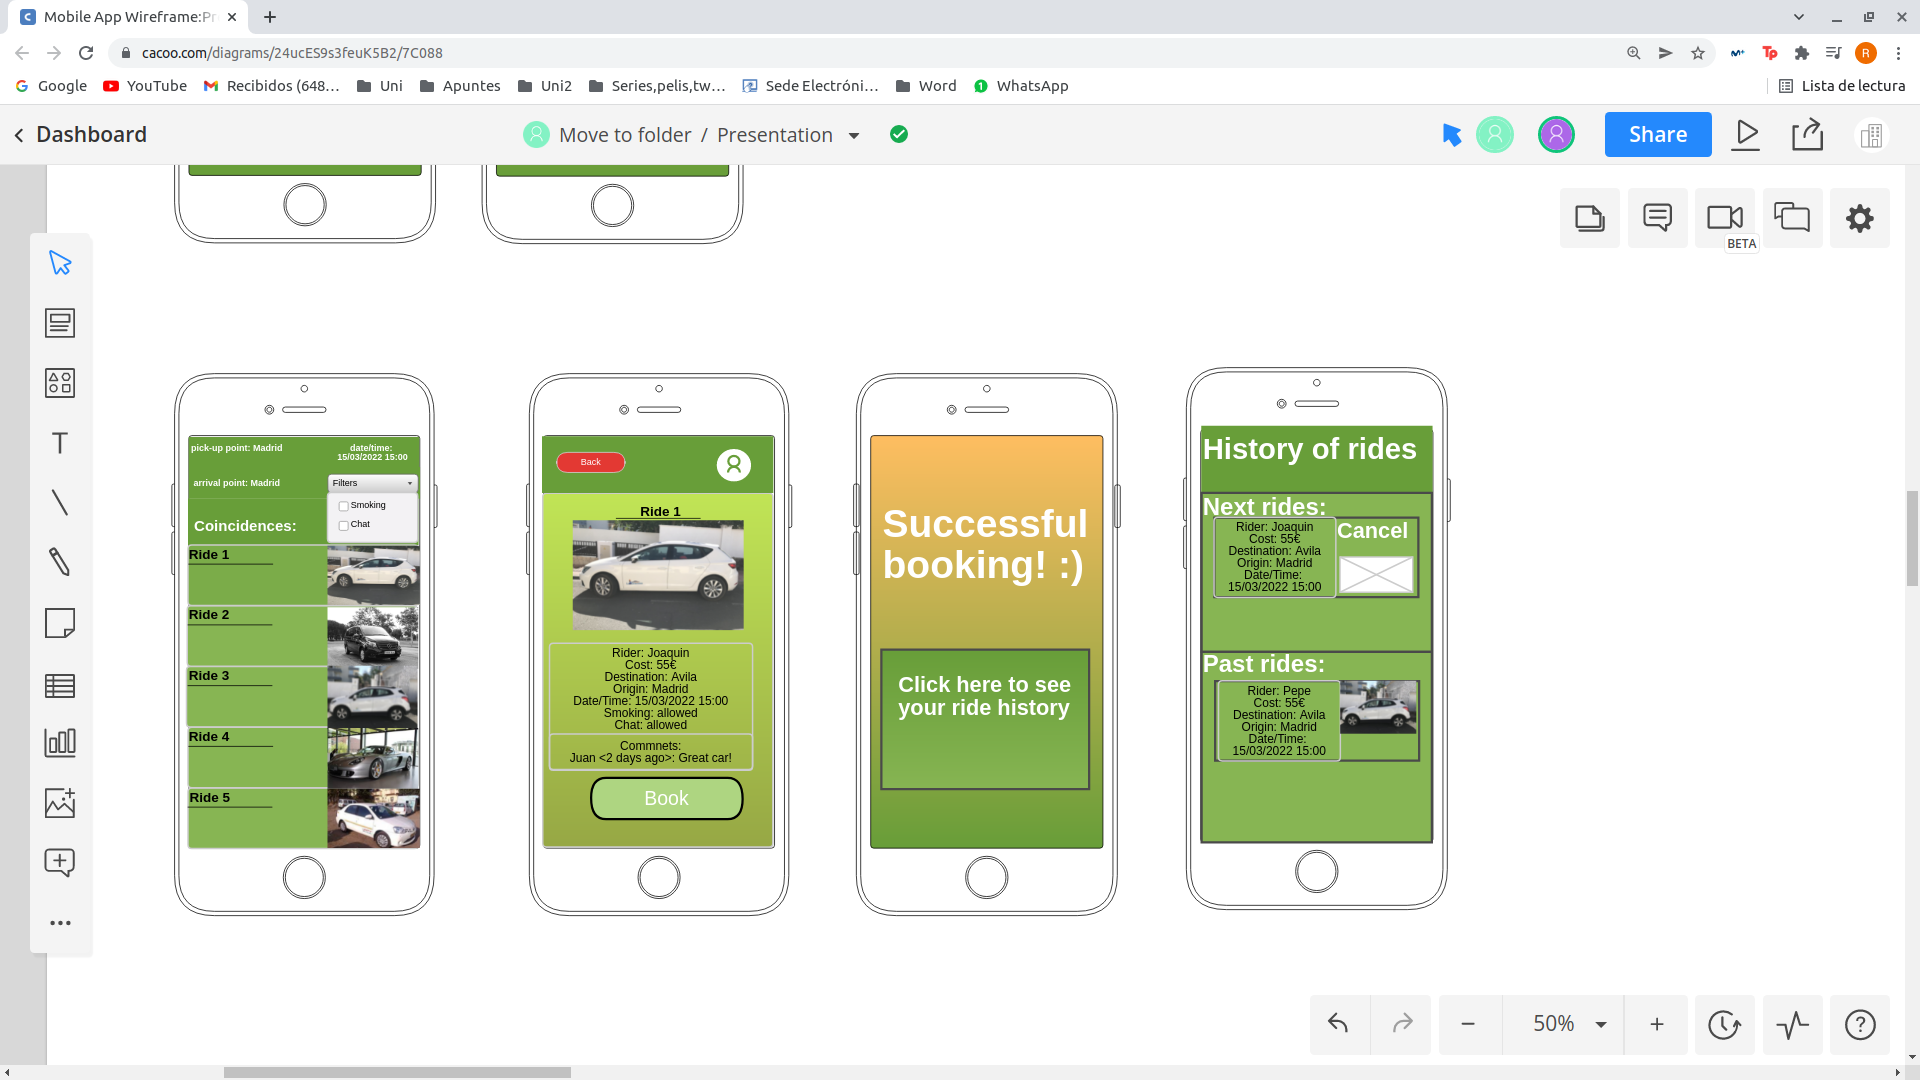 Mobile App Wireframe:Pr
cacoo.com/diagrams/24ucES9s3feuK5B2/7C088
R
Google
YouTube
Recibidos (648…
Uni
Apuntes
Uni2
Series,pelis,tw…
Sede Electróni…
Word
WhatsApp
Lista de lectura
Dashboard
Move to folder / Presentation
Share
BETA
pick-up point: Madrid
date/time:
15/03/2022 15:00
arrival point: Madrid
Filters
Smoking
Chat
Coincidences:
Ride 1
Ride 2
Ride 3
Ride 4
Ride 5
Back
Ride 1
Rider: Joaquin
Cost: 55€
Destination: Avila
Origin: Madrid
Date/Time: 15/03/2022 15:00
Smoking: allowed
Chat: allowed
Commnets:
Juan <2 days ago>: Great car!
Book
Successful
booking! :)
Click here to see
your ride history
History of rides
Next rides:
Rider: Joaquin
Cost: 55€
Destination: Avila
Origin: Madrid
Date/Time:
15/03/2022 15:00
Cancel
Past rides:
Rider: Pepe
Cost: 55€
Destination: Avila
Origin: Madrid
Date/Time:
15/03/2022 15:00
50%